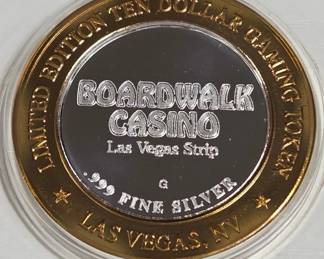 LIMITED EDITION TEN DOLLAR GAMING TOKEN
BOARDWALK
CASINO
Las Vegas Strip
G
.999 FINE SILVER
LAS VEGAS, NV